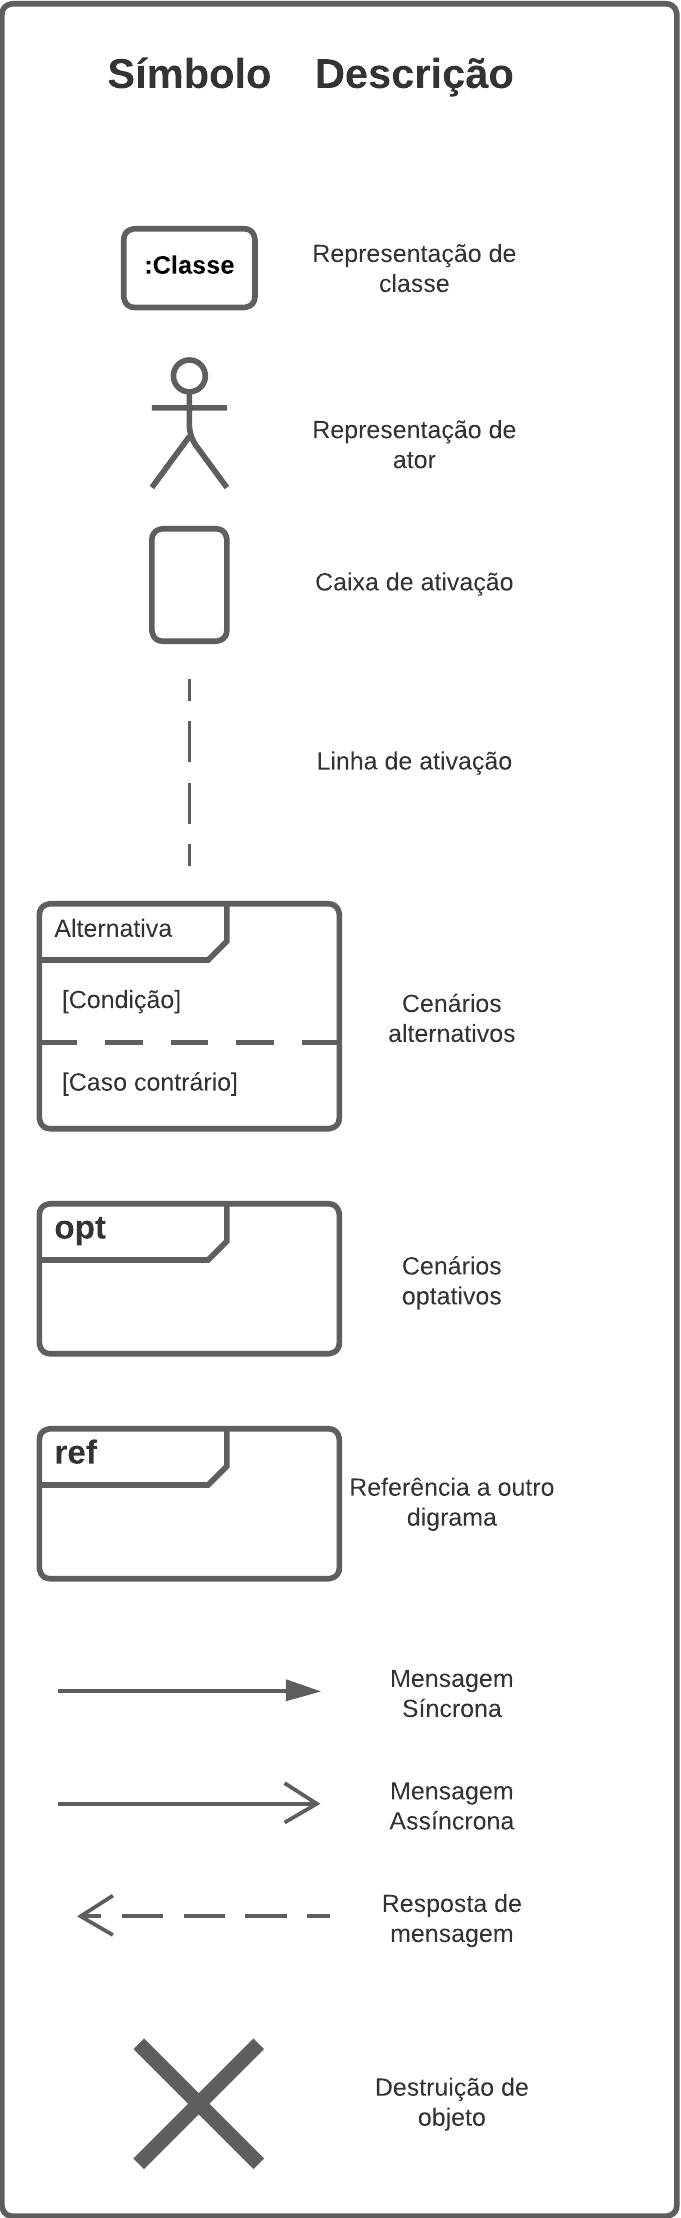 Símbolo Descrição
:Classe
Representação de
classe
Representação de
ator
Caixa de ativação
Linha de ativação
Alternativa
[Condição]
[Caso contrário]
Cenários
alternativos
opt
Cenários
optativos
ref
Referência a outro
digrama
Mensagem
Síncrona
Mensagem
Assíncrona
Resposta de
mensagem
Destruição de
objeto